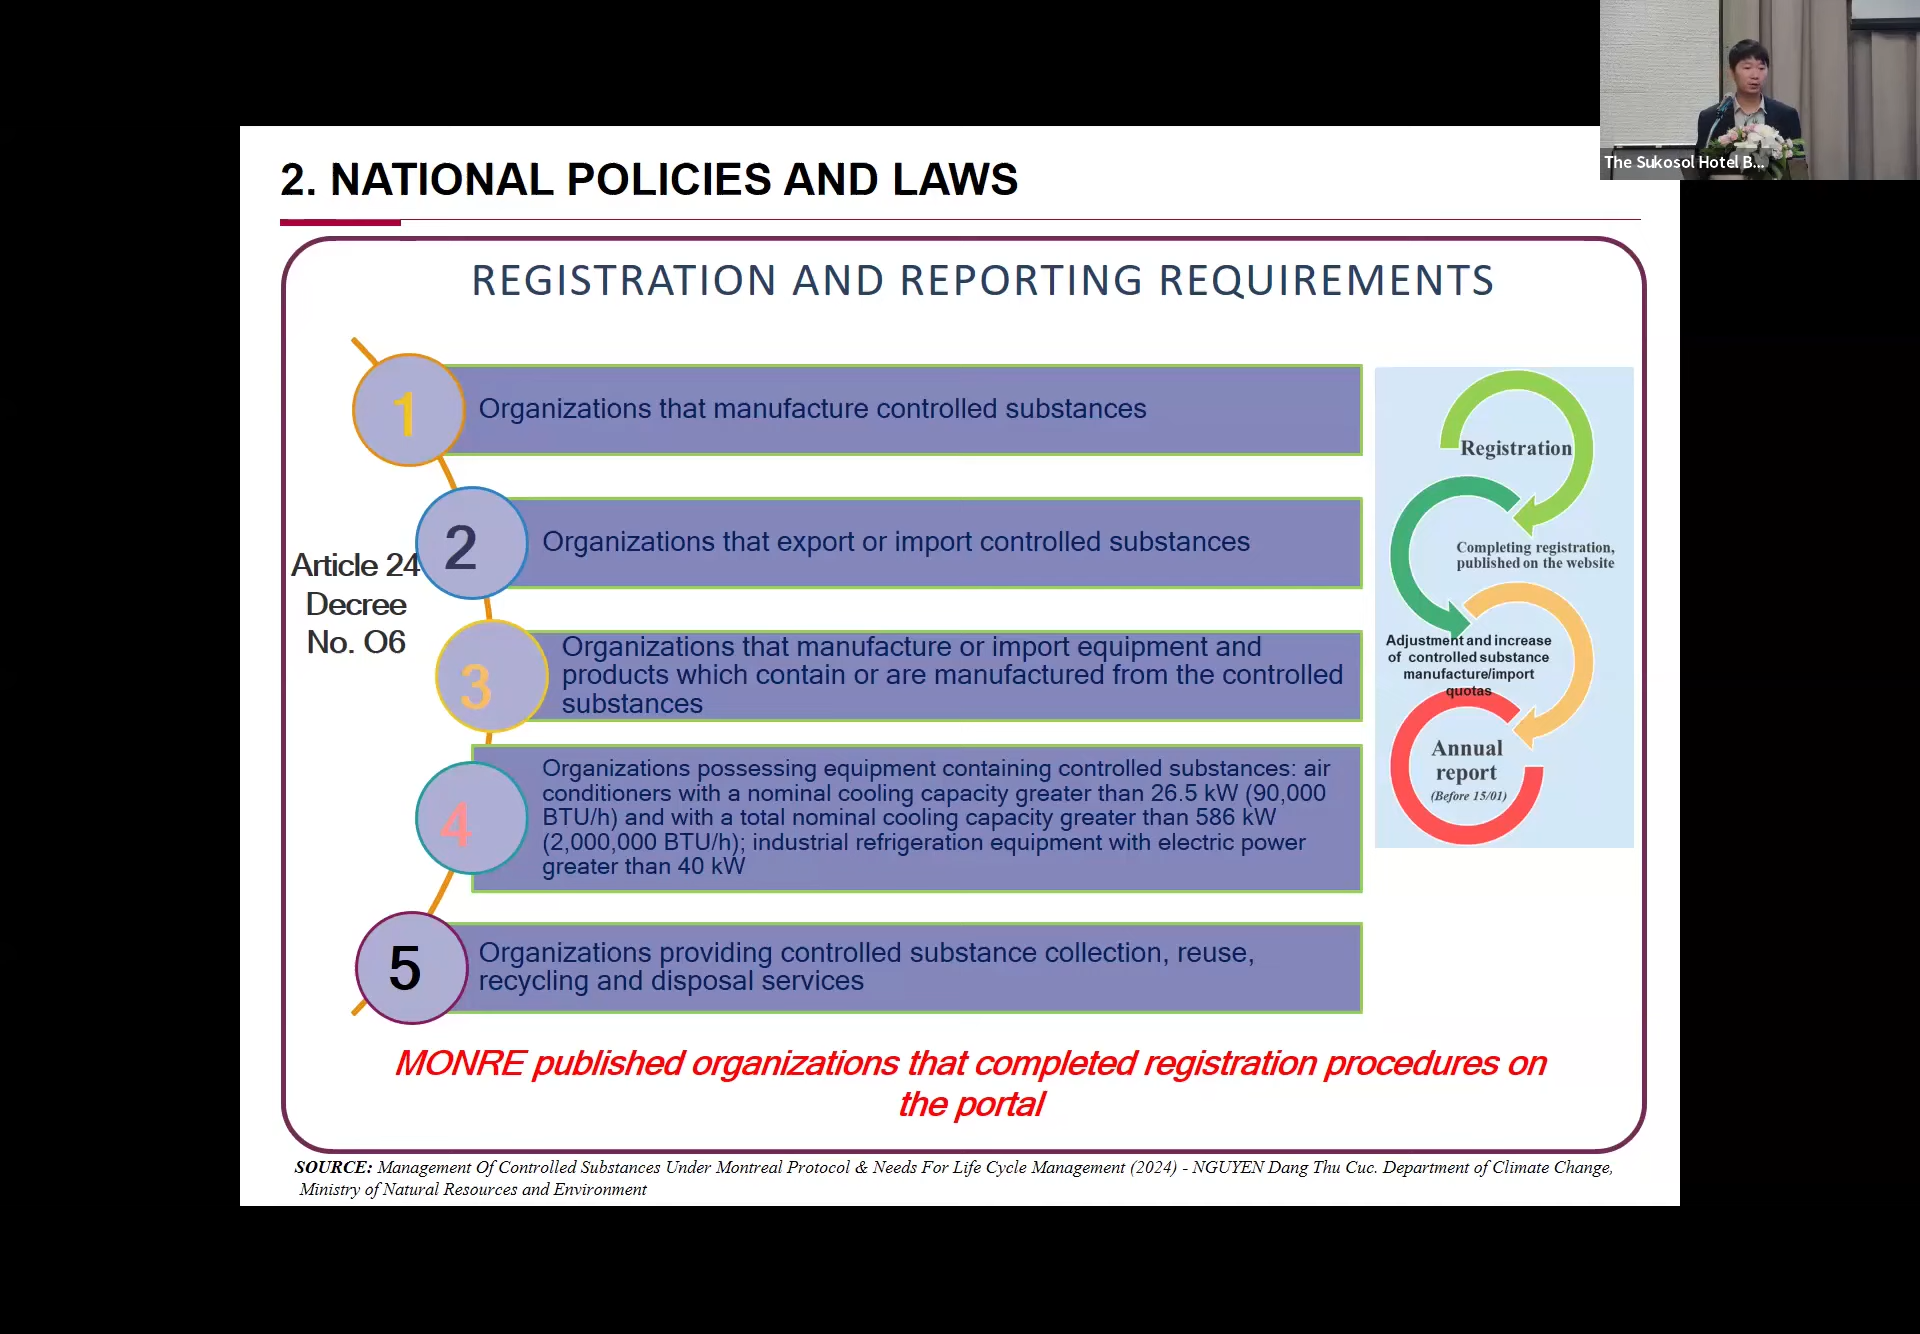 The Sukosol Hotel B...
2. NATIONAL POLICIES AND LAWS
REGISTRATION AND REPORTING REQUIREMENTS
Article 24
Decree
No. O6
1
Organizations that manufacture controlled substances
2
Organizations that export or import controlled substances
3
Organizations that manufacture or import equipment and
products which contain or are manufactured from the controlled
substances
4
Organizations possessing equipment containing controlled substances: air
conditioners with a nominal cooling capacity greater than 26.5 kW (90,000
BTU/h) and with a total nominal cooling capacity greater than 586 kW
(2,000,000 BTU/h); industrial refrigeration equipment with electric power
greater than 40 kW
5
Organizations providing controlled substance collection, reuse,
recycling and disposal services
Registration
Completing registration,
published on the website
Adjustment and increase
of controlled substance
manufacture/import
quotas
Annual
report
(Before 15/01)
MONRE published organizations that completed registration procedures on
the portal
SOURCE: Management Of Controlled Substances Under Montreal Protocol & Needs For Life Cycle Management (2024) - NGUYEN Dang Thu Cuc. Department of Climate Change,
Ministry of Natural Resources and Environment